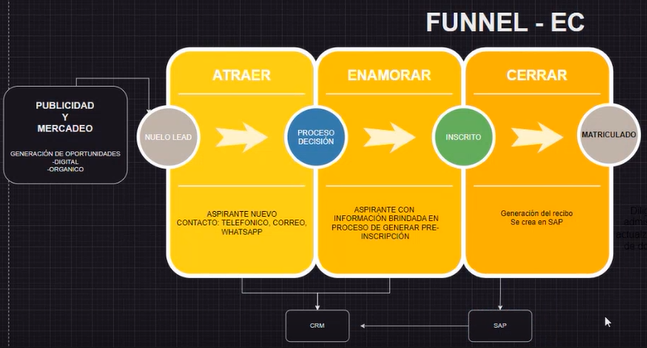 FUNNEL - EC
PUBLICIDAD
Y
MERCADEO
GENERACIÓN DE OPORTUNIDADES
-DIGITAL
-ORGANICO
ATRAER
ENAMORAR
CERRAR
NUELO LEAD
PROCESO
DECISIÓN
INSCRITO
MATRICULADO
ASPIRANTE NUEVO
CONTACTO: TELEFONICO, CORREO,
WHATSAPP
ASPIRANTE CON
INFORMACIÓN BRINDADA EN
PROCESO DE GENERAR PRE-
INSCRIPCIÓN
Generación del recibo
Se crea en SAP
CRM
SAP